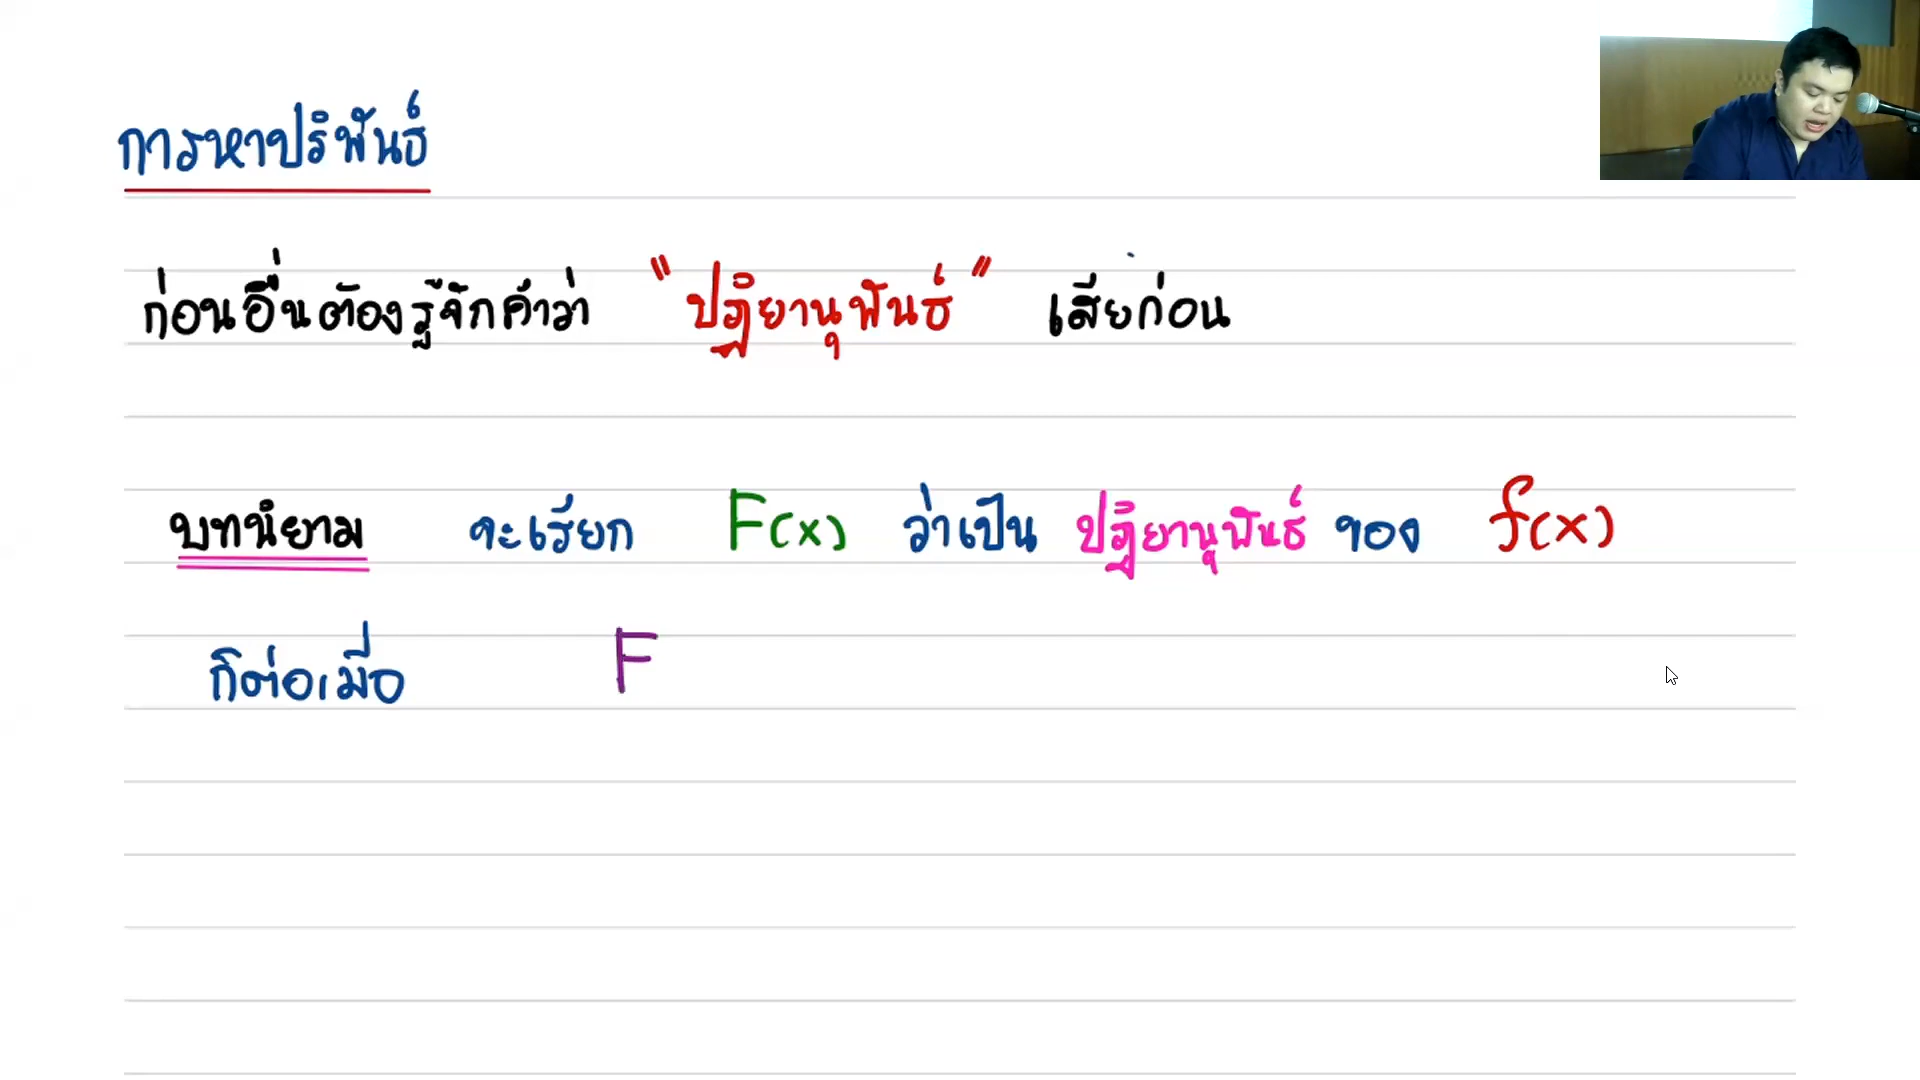 การหาปริพันธ์
ก่อนอื่นต้องรู้จักคำว่า "ปฏิยานุพันธ์" เสียก่อน
บทนิยาม จะเรียก F(x) ว่าเป็น ปฏิยานุพันธ์ ของ f(x)
ก็ต่อเมื่อ F